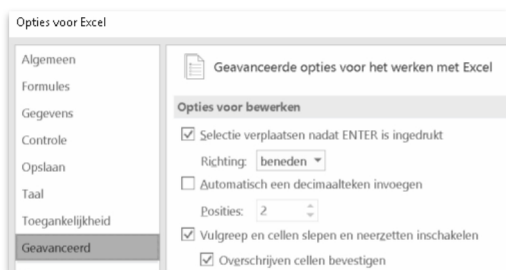 Opties voor Excel
Algemeen
Formules
Gegevens
Controle
Opslaan
Taal
Toegankelijkheid
Geavanceerd
Geavanceerde opties voor het werken met Excel
Opties voor bewerken
Selectie verplaatsen nadat ENTER is ingedrukt
Richting: beneden
Automatisch een decimaalteken invoegen
Posities: 2
Vulgreep en cellen slepen en neerzetten inschakelen
Overschrijven cellen bevestigen